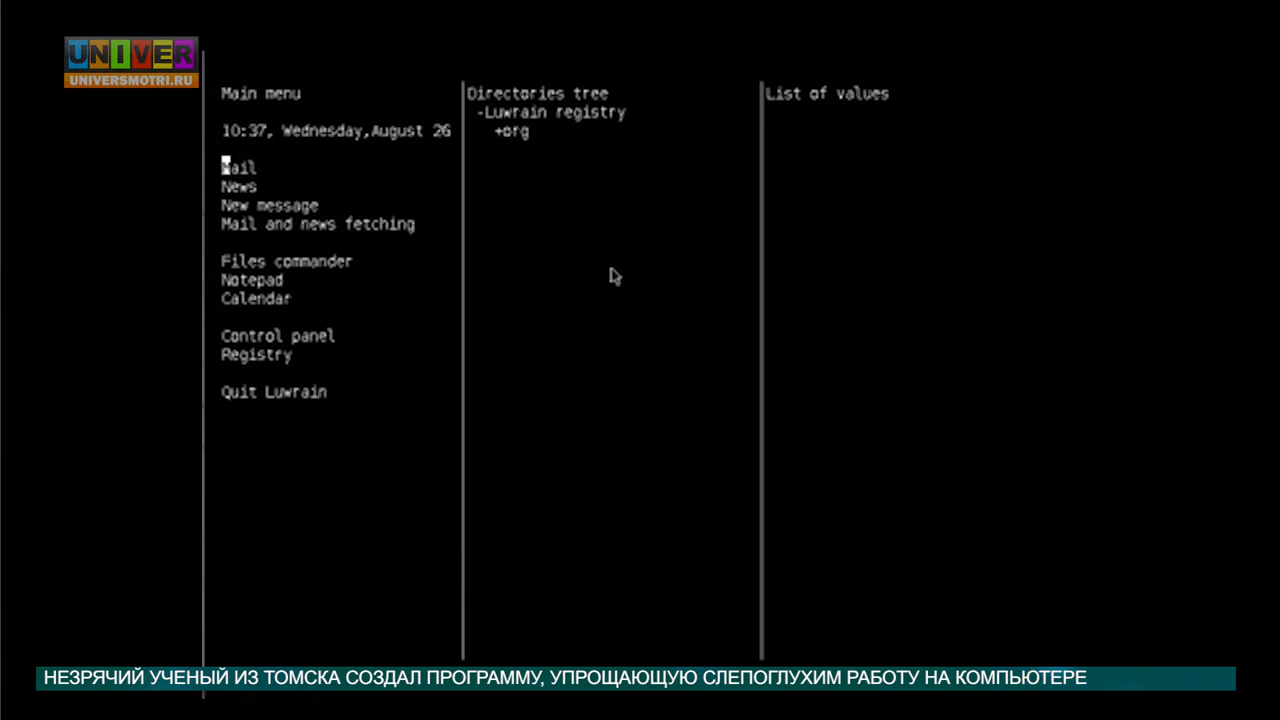 UNIVER
UNIVERSMOTRI.RU
Main menu
10:37, Wednesday,August 26
Mail
News
New message
Mail and news fetching
Files commander
Notepad
Calendar
Control panel
Registry
Quit Luwrain
Directories tree
-Luwrain registry
+org
List of values
НЕЗРЯЧИЙ УЧЕНЫЙ ИЗ ТОМСКА СОЗДАЛ ПРОГРАММУ, УПРОЩАЮЩУЮ СЛЕПОГЛУХИМ РАБОТУ НА КОМПЬЮТЕРЕ